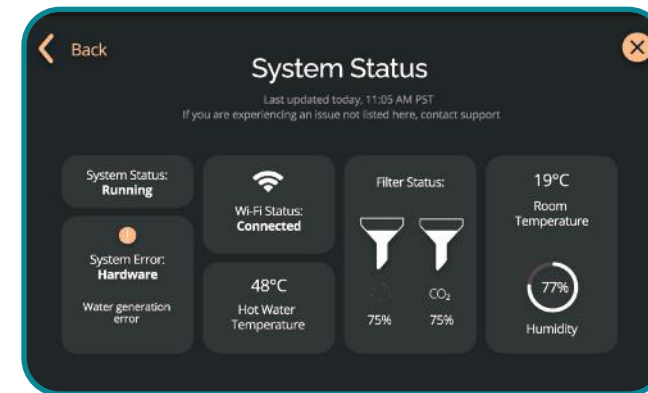 Back
System Status
Last updated today, 11:05 AM PST
If you are experiencing an issue not listed here, contact support
System Status:
Running
System Error:
Hardware
Water generation
error
Wi-Fi Status:
Connected
48°C
Hot Water
Temperature
Filter Status:
CO₂
75%
75%
19°C
Room
Temperature
77%
Humidity